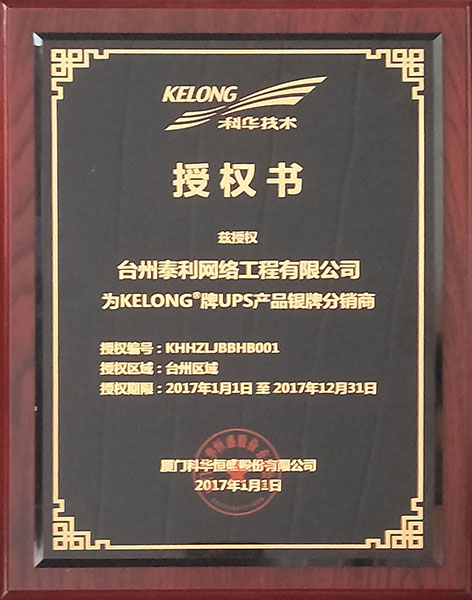 KELONG
科华技术
授权书
兹授权
台州泰利网络工程有限公司
为KELONG®牌UPS产品银牌分销商
授权编号：KHHZLJBBHB001
授权区域：台州区域
授权期限：2017年1月1日 至 2017年12月31日
厦门科华恒盛股份有限公司
2017年1月1日